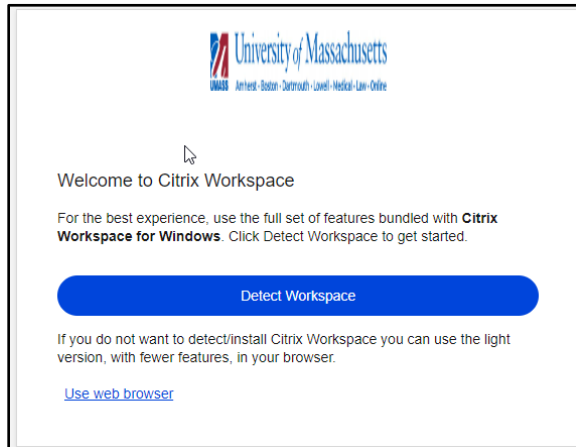 University of Massachusetts
UMASS Amherst • Boston • Dartmouth • Lowell • Medical • Law • Online
Welcome to Citrix Workspace
For the best experience, use the full set of features bundled with Citrix
Workspace for Windows. Click Detect Workspace to get started.
Detect Workspace
If you do not want to detect/install Citrix Workspace you can use the light
version, with fewer features, in your browser.
Use web browser